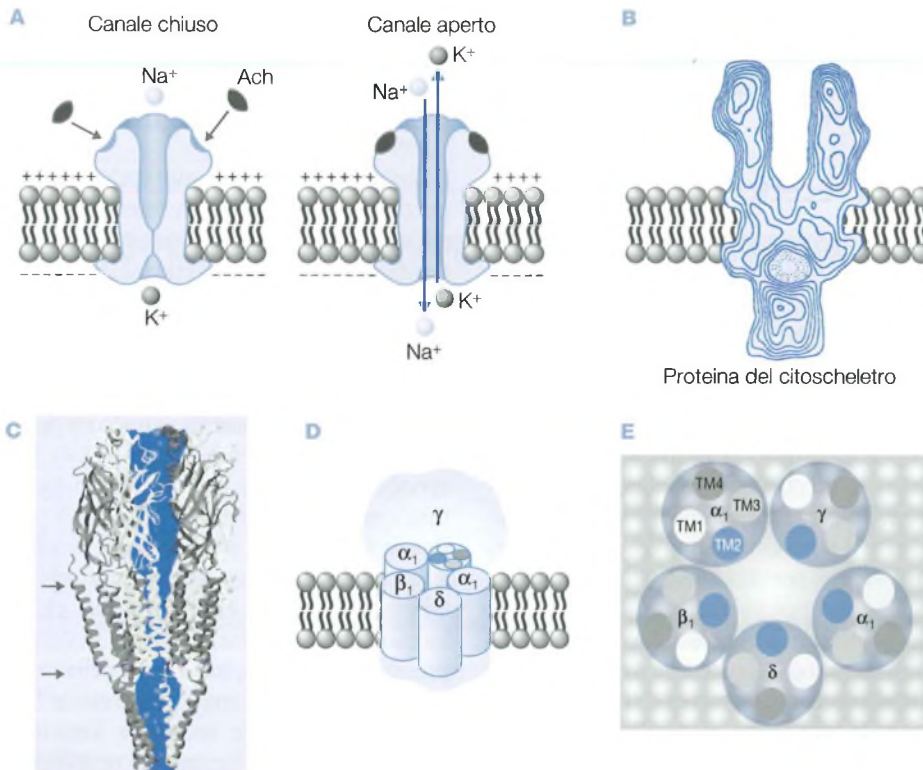 A
Canale chiuso
Na⁺
Ach
++++++
++++
K⁺
Canale aperto
K⁺
Na⁺
++++
++++
K⁺
Na⁺
B
Proteina del citoscheletro
C
D
γ
α₁
β₁
α₁
δ
E
TM4
α₁
TM3
TM1
TM2
γ
β₁
α₁
δ